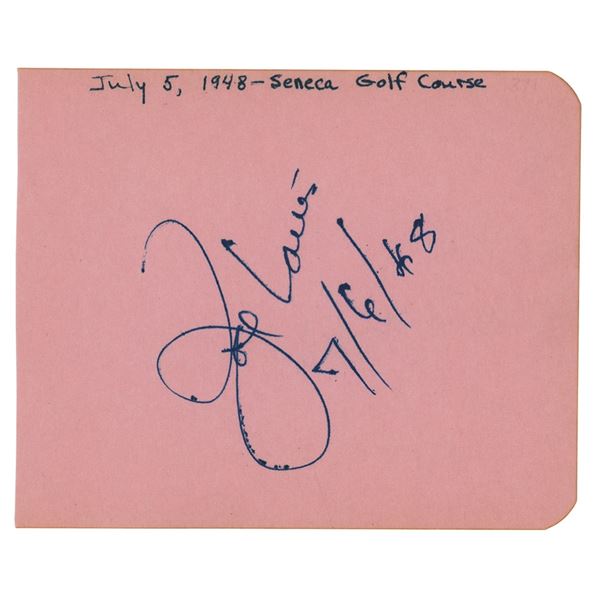 July 5, 1948 - Seneca Golf Course
Joe Louis
7/6/48